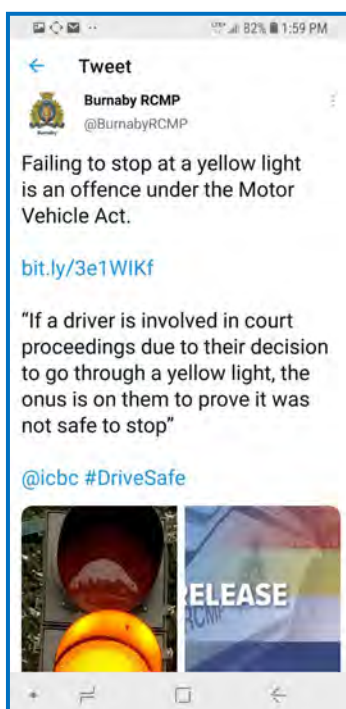 82% 1:59 PM
Tweet
Burnaby RCMP
@BurnabyRCMP
Failing to stop at a yellow light
is an offence under the Motor
Vehicle Act.
bit.ly/3e1WIKf
“If a driver is involved in court
proceedings due to their decision
to go through a yellow light, the
onus is on them to prove it was
not safe to stop”
@icbc #DriveSafe
RELEASE
RCMP